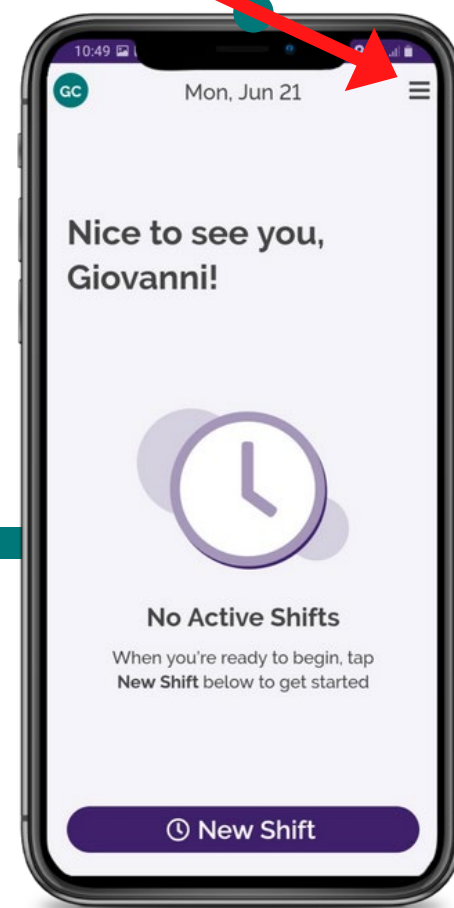 10:49
GC
Mon, Jun 21
Nice to see you,
Giovanni!
No Active Shifts
When you're ready to begin, tap
New Shift below to get started
New Shift